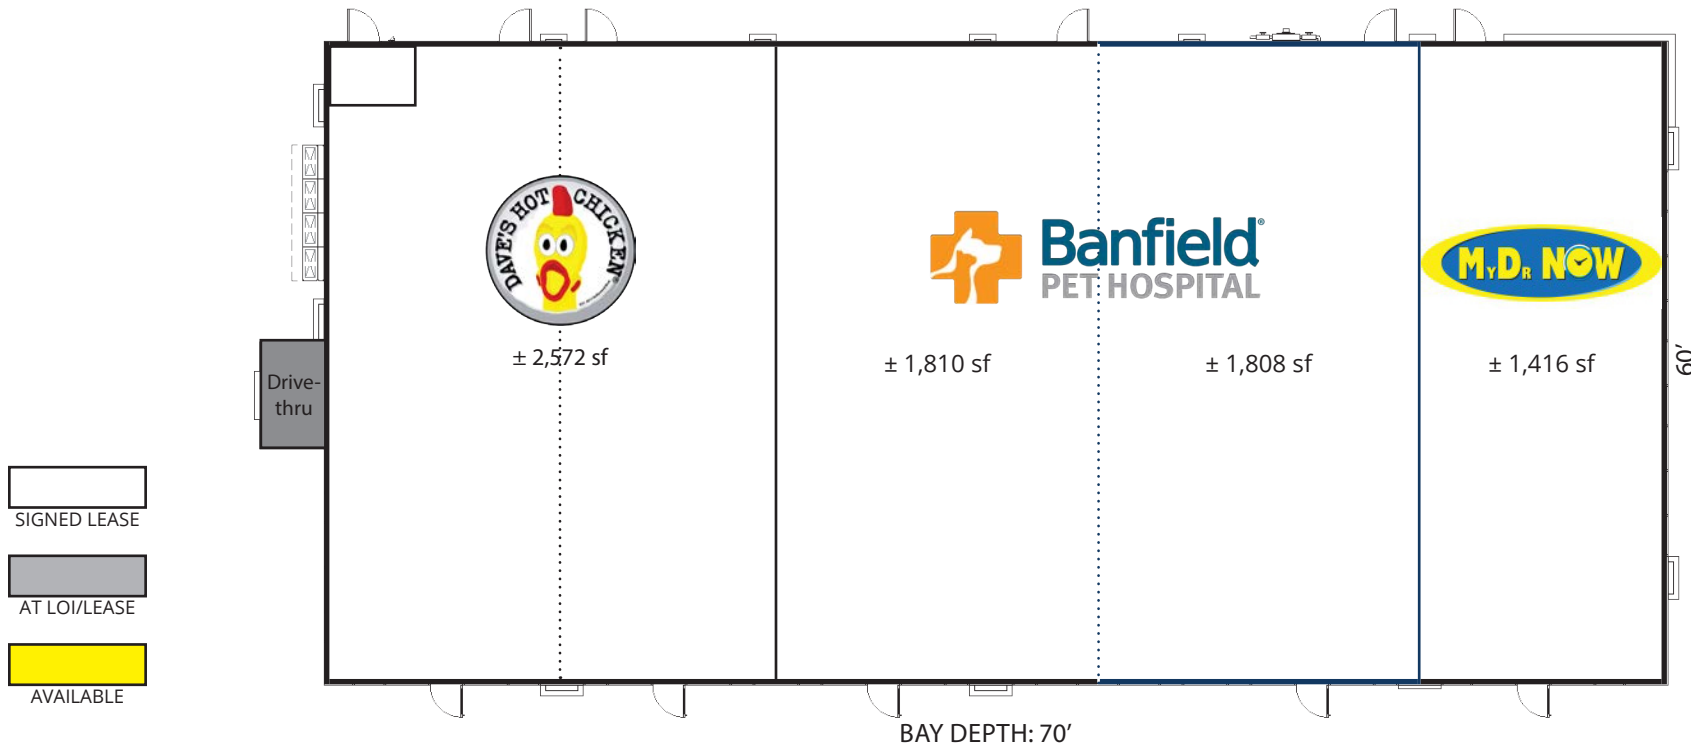 DAVE'S HOT CHICKEN
Banfield®
PET HOSPITAL
MYDR NOW
± 2,572 sf
± 1,810 sf
± 1,808 sf
± 1,416 sf
60'
Drive-
thru
SIGNED LEASE
AT LOI/LEASE
AVAILABLE
BAY DEPTH: 70'